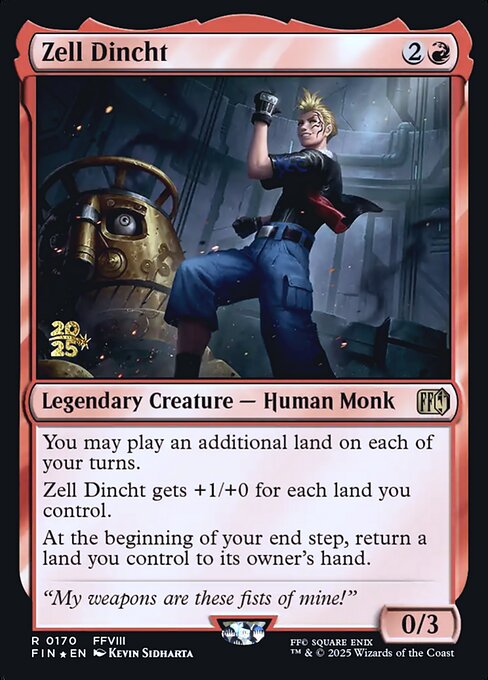 Zell Dincht 2
20
25
Legendary Creature — Human Monk FFC
You may play an additional land on each of
your turns.
Zell Dincht gets +1/+0 for each land you
control.
At the beginning of your end step, return a
land you control to its owner's hand.
“My weapons are these fists of mine!”
0/3
R 0170 FFVIII
FIN ★ EN Kevin Sidharta
FF© SQUARE ENIX
™ & © 2025 Wizards of the Coast